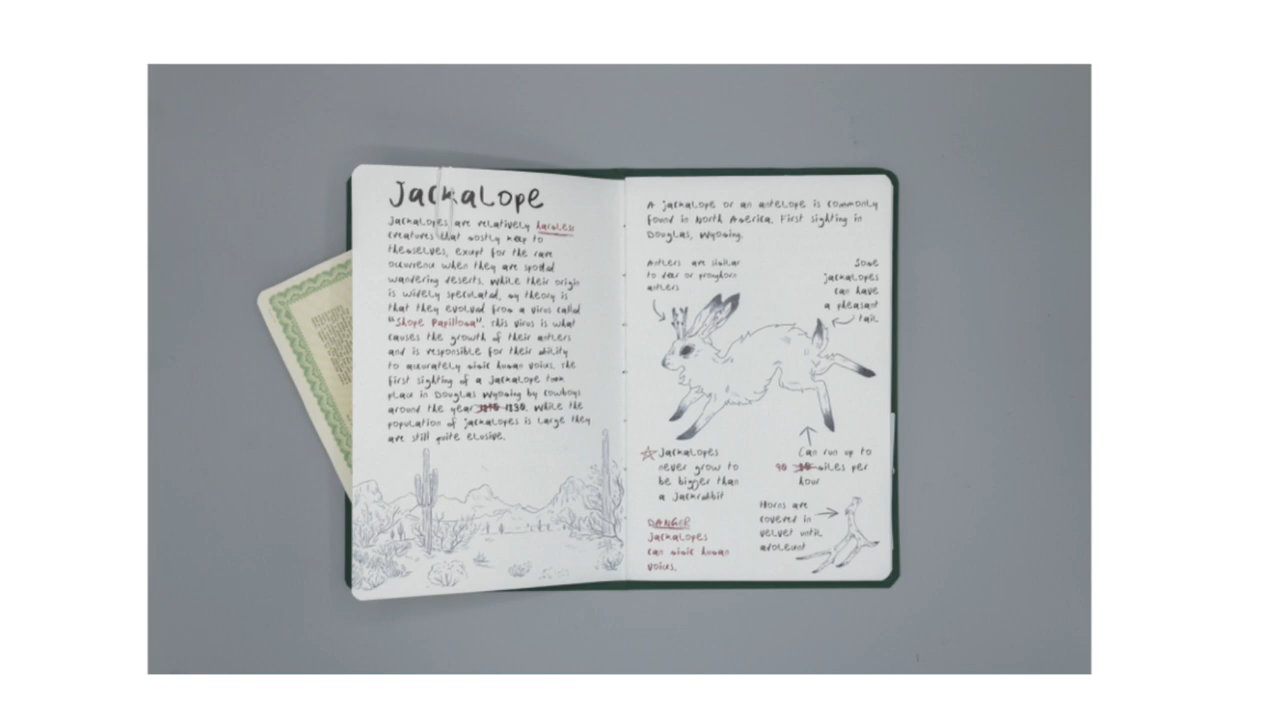 Jackalope
Jackalopes are relatively harmless
creatures that mostly keep to
themselves, except for the rare
occurrence when they are spotted
wandering deserts. While their origin
is widely speculated, my theory is
that they evolved from a virus called
"Shope Papilloma". This virus is what
causes the growth of their antlers
and is responsible for their ability
to accurately mimic human voices. The
first sighting of a Jackalope took
place in Douglas Wyoming by cowboys
around the year 1830. While the
population of jackalopes is large they
are still quite elusive.
A jackalope or an antelope is commonly
found in North America. First sighting in
Douglas, Wyoming.
Antlers are similar
to dear or pronghorn
antlers
Some
jackalopes
can have
a pheasant
tail
☆ Jackalopes
never grow to
be bigger than
a Jackrabbit
Can run up to
90 miles per
hour
DANGER
Jackalopes
can mimic human
voices.
Horns are
covered in
velvet until